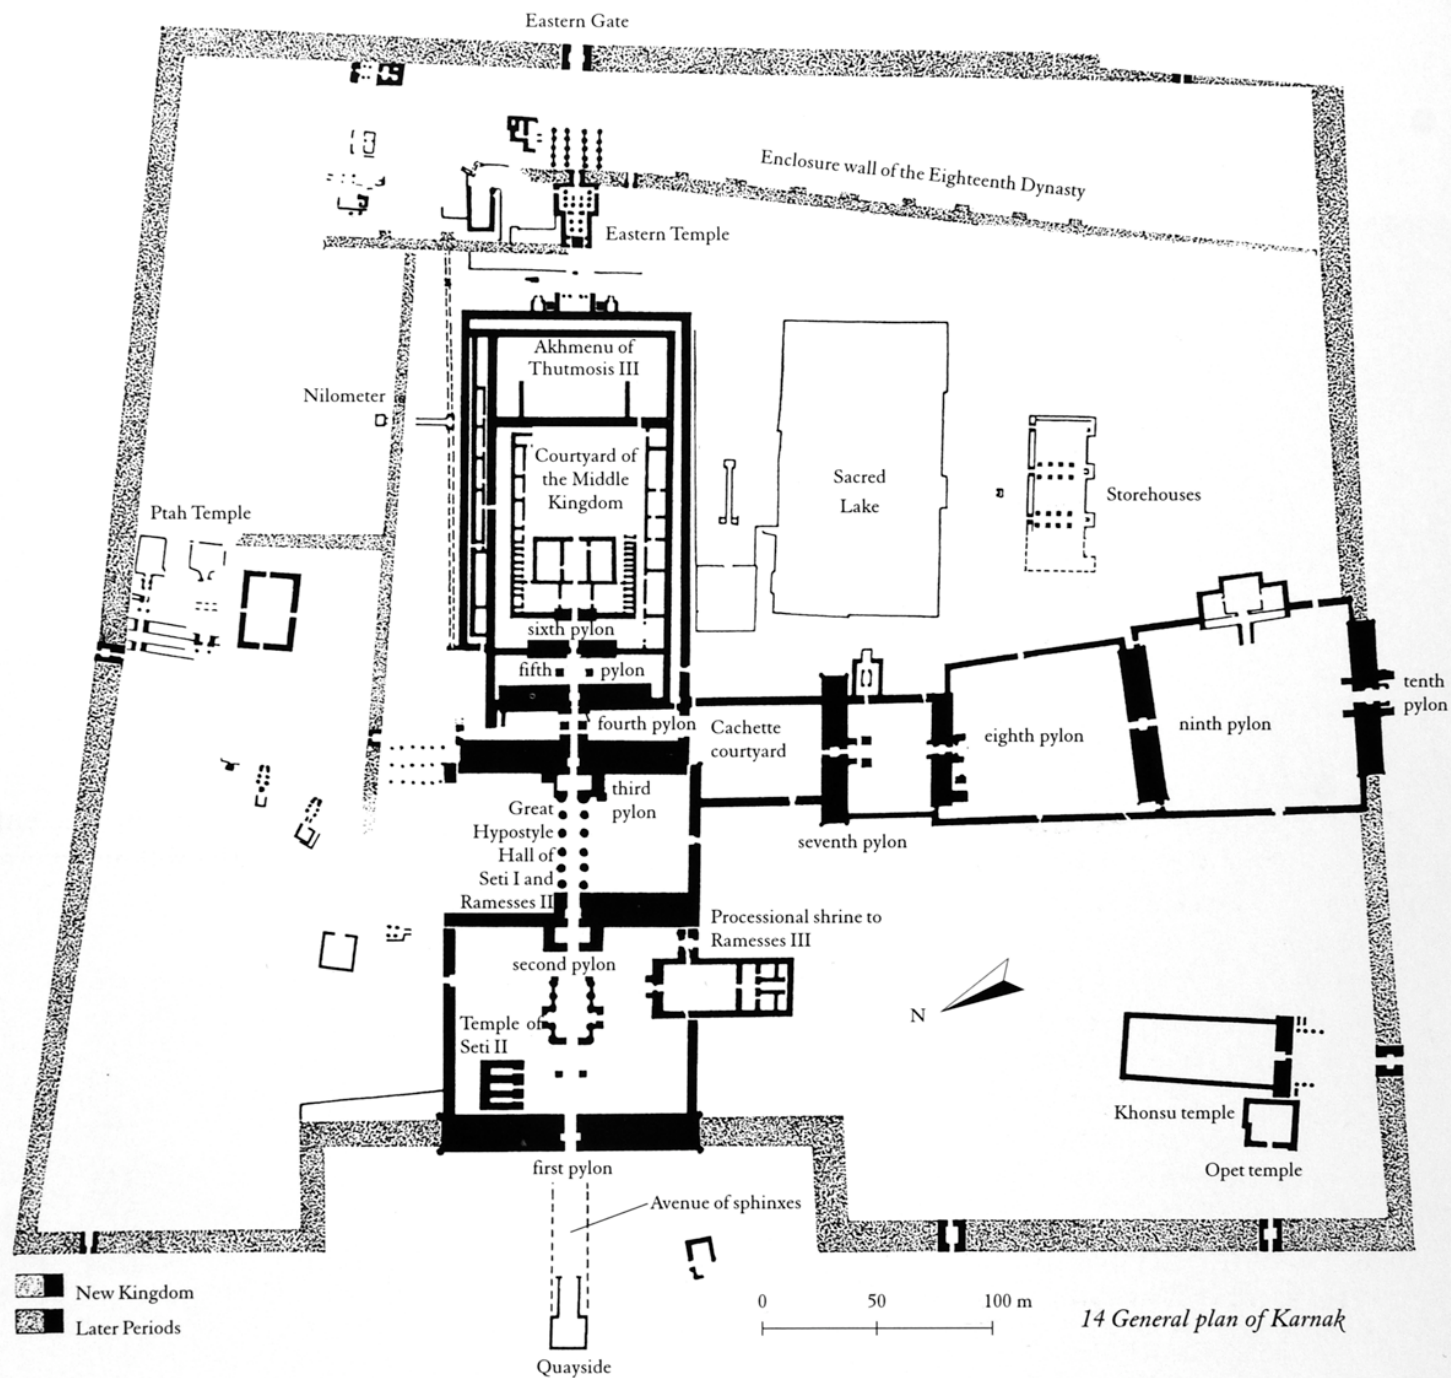 Eastern Gate
Enclosure wall of the Eighteenth Dynasty
Eastern Temple
Akhmenu of
Thutmosis III
Nilometer
Courtyard of
the Middle
Kingdom
Sacred
Lake
Storehouses
Ptah Temple
sixth pylon
fifth pylon
fourth pylon
Cachette
courtyard
eighth pylon
ninth pylon
tenth
pylon
third
pylon
Great
Hypostyle
Hall of
Seti I and
Ramesses II
seventh pylon
Processional shrine to
Ramesses III
second pylon
N
Temple of
Seti II
Khonsu temple
Opet temple
first pylon
Avenue of sphinxes
New Kingdom
Later Periods
0 50 100 m
14 General plan of Karnak
Quayside